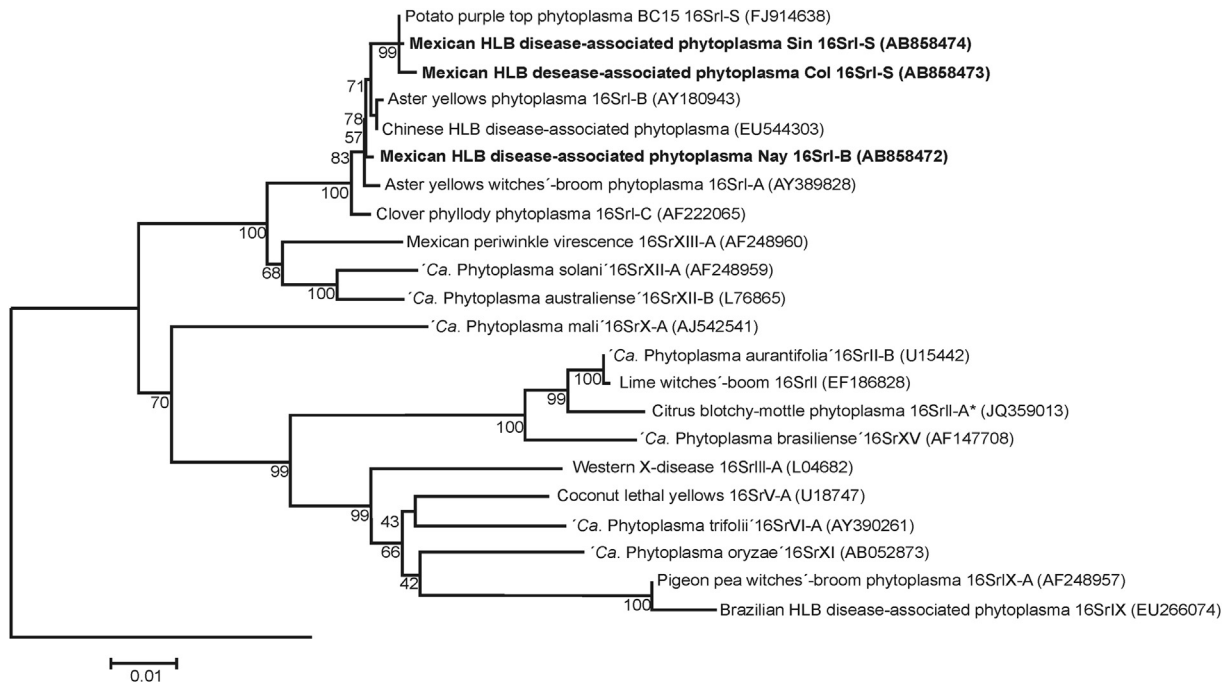 Potato purple top phytoplasma BC15 16SrI-S (FJ914638)
Mexican HLB disease-associated phytoplasma Sin 16SrI-S (AB858474)
99
Mexican HLB desease-associated phytoplasma Col 16SrI-S (AB858473)
71
Aster yellows phytoplasma 16SrI-B (AY180943)
78
Chinese HLB disease-associated phytoplasma (EU544303)
57
83
Mexican HLB disease-associated phytoplasma Nay 16SrI-B (AB858472)
Aster yellows witches´-broom phytoplasma 16SrI-A (AY389828)
100
Clover phyllody phytoplasma 16SrI-C (AF222065)
100
Mexican periwinkle virescence 16SrXIII-A (AF248960)
68
´Ca. Phytoplasma solani´16SrXII-A (AF248959)
100
´Ca. Phytoplasma australiense´16SrXII-B (L76865)
´Ca. Phytoplasma mali´16SrX-A (AJ542541)
´Ca. Phytoplasma aurantifolia´16SrII-B (U15442)
100
Lime witches´-boom 16SrII (EF186828)
99
70
Citrus blotchy-mottle phytoplasma 16SrII-A* (JQ359013)
100
´Ca. Phytoplasma brasiliense´16SrXV (AF147708)
99
Western X-disease 16SrIII-A (L04682)
Coconut lethal yellows 16SrV-A (U18747)
99
43
´Ca. Phytoplasma trifolii´16SrVI-A (AY390261)
66
´Ca. Phytoplasma oryzae´16SrXI (AB052873)
42
Pigeon pea witches´-broom phytoplasma 16SrIX-A (AF248957)
100
Brazilian HLB disease-associated phytoplasma 16SrIX (EU266074)
0.01